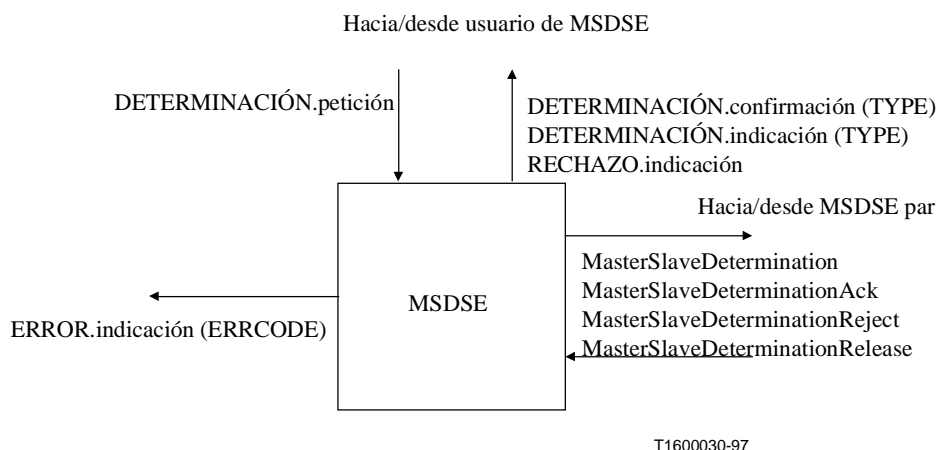 Hacia/desde usuario de MSDSE
DETERMINACIÓN.petición
DETERMINACIÓN.confirmación (TYPE)
DETERMINACIÓN.indicación (TYPE)
RECHAZO.indicación
Hacia/desde MSDSE par
MasterSlaveDetermination
MasterSlaveDeterminationAck
MasterSlaveDeterminationReject
MasterSlaveDeterminationRelease
MSDSE
ERROR.indicación (ERRCODE)
T1600030-97